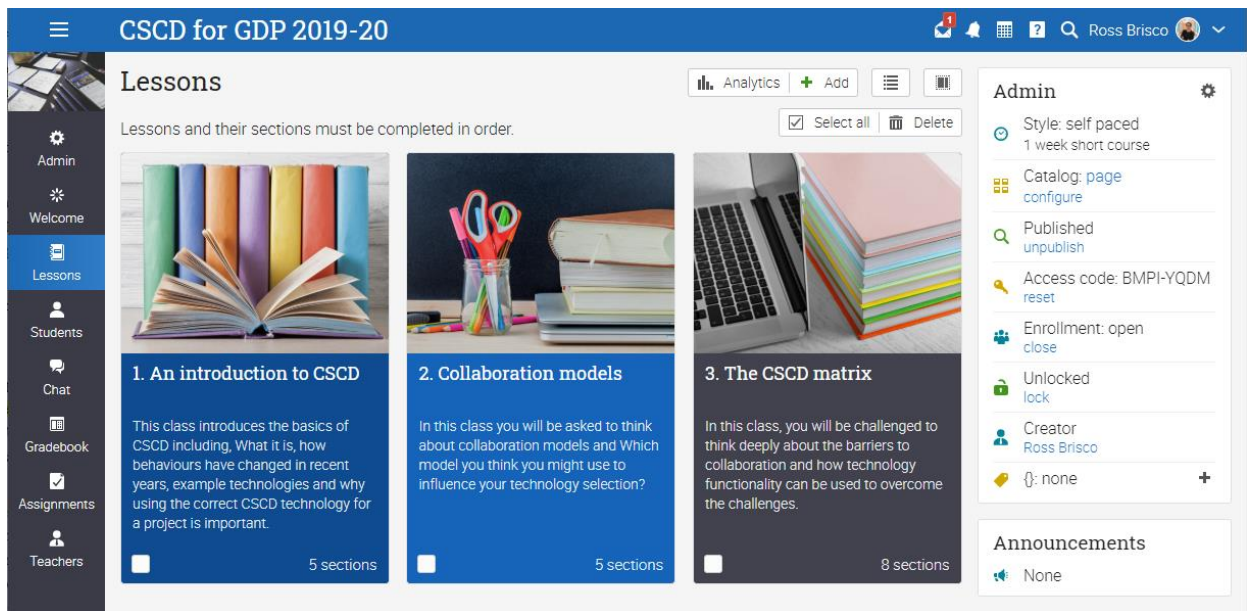 CSCD for GDP 2019-20
1
?
Ross Brisco
Admin
Welcome
Lessons
Students
Chat
Gradebook
Assignments
Teachers
Lessons
Analytics
Add
Lessons and their sections must be completed in order.
Select all
Delete
1. An introduction to CSCD
This class introduces the basics of
CSCD including, What it is, how
behaviours have changed in recent
years, example technologies and why
using the correct CSCD technology for
a project is important.
5 sections
2. Collaboration models
In this class you will be asked to think
about collaboration models and Which
model you think you might use to
influence your technology selection?
5 sections
3. The CSCD matrix
In this class, you will be challenged to
think deeply about the barriers to
collaboration and how technology
functionality can be used to overcome
the challenges.
8 sections
Admin
Style: self paced
1 week short course
Catalog: page
configure
Published
unpublish
Access code: BMPI-YQDM
reset
Enrollment: open
close
Unlocked
lock
Creator
Ross Brisco
{}: none
Announcements
None